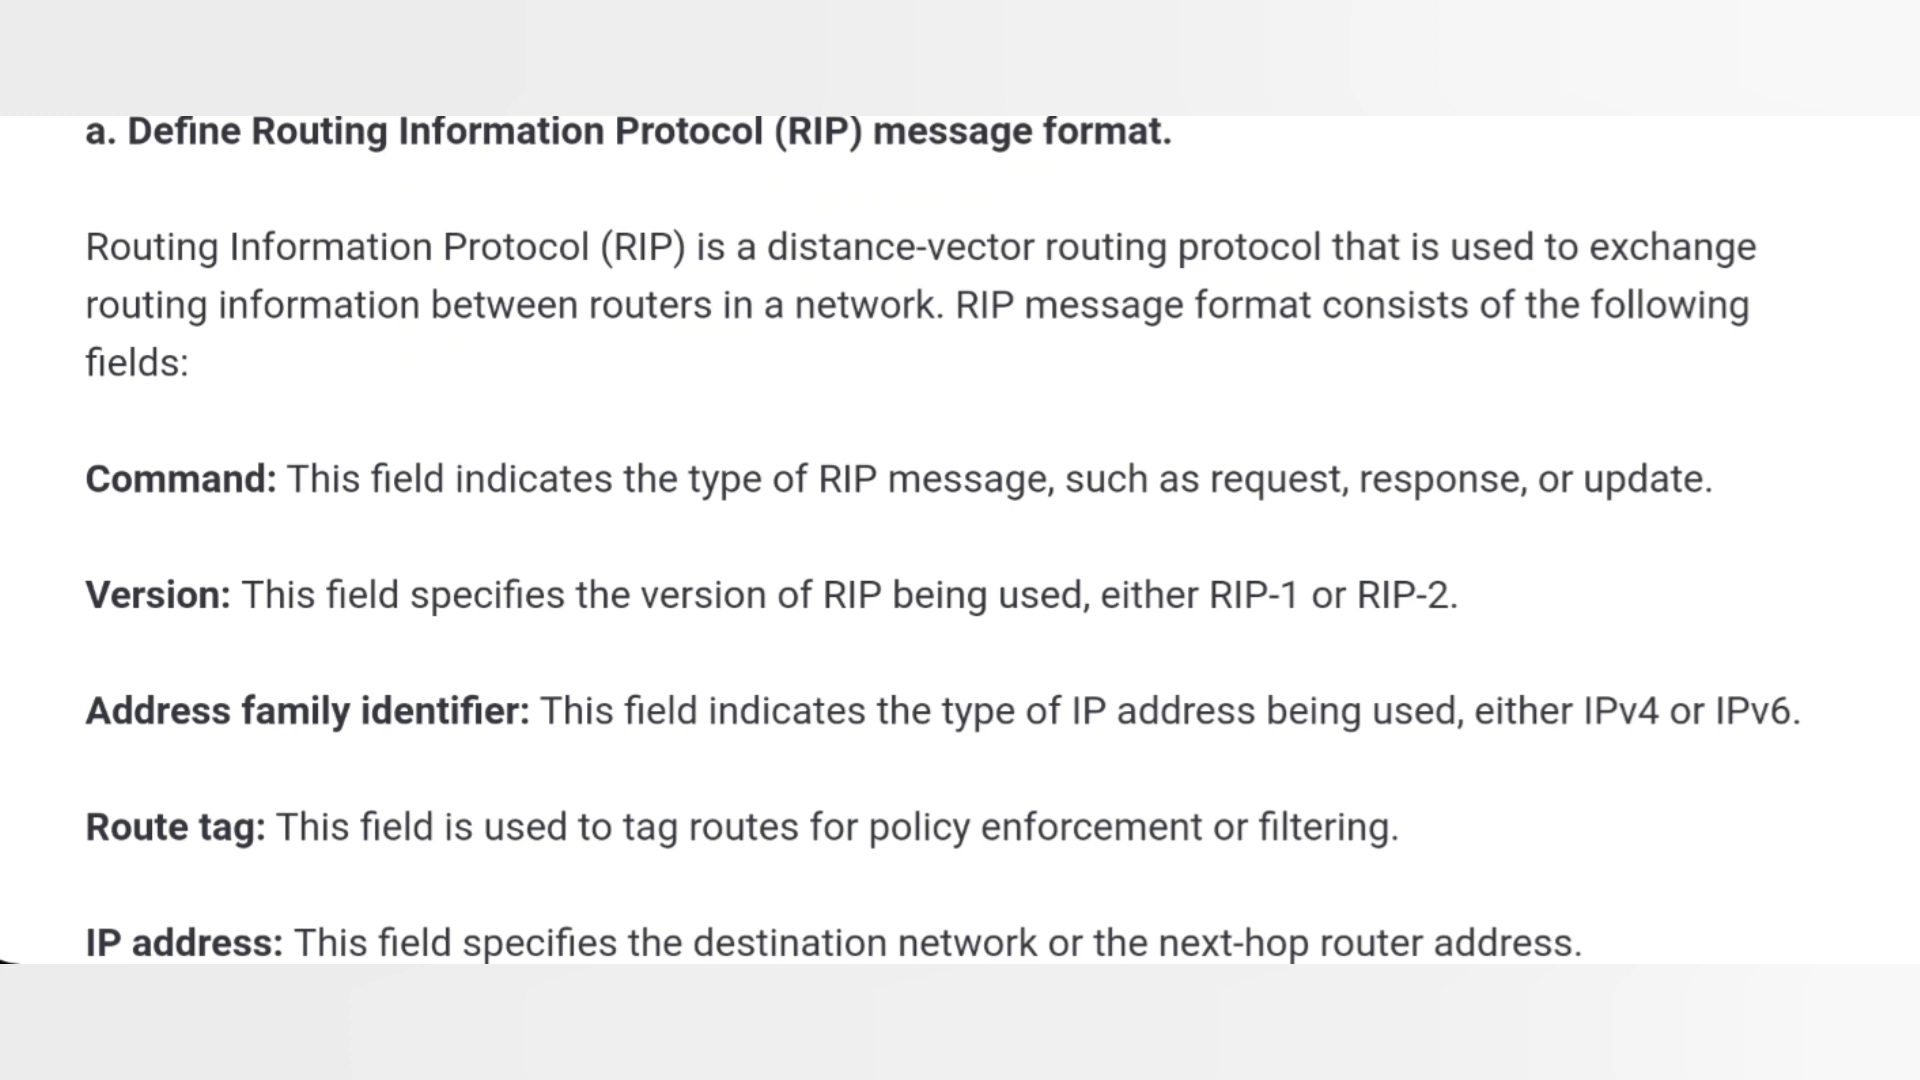 a. Define Routing Information Protocol (RIP) message format.
Routing Information Protocol (RIP) is a distance-vector routing protocol that is used to exchange
routing information between routers in a network. RIP message format consists of the following
fields:
Command: This field indicates the type of RIP message, such as request, response, or update.
Version: This field specifies the version of RIP being used, either RIP-1 or RIP-2.
Address family identifier: This field indicates the type of IP address being used, either IPv4 or IPv6.
Route tag: This field is used to tag routes for policy enforcement or filtering.
IP address: This field specifies the destination network or the next-hop router address.